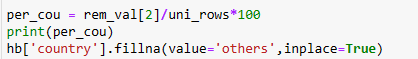 per_cou = rem_val[2]/uni_rows*100
print(per_cou)
hb['country'].fillna(value='others',inplace=True)